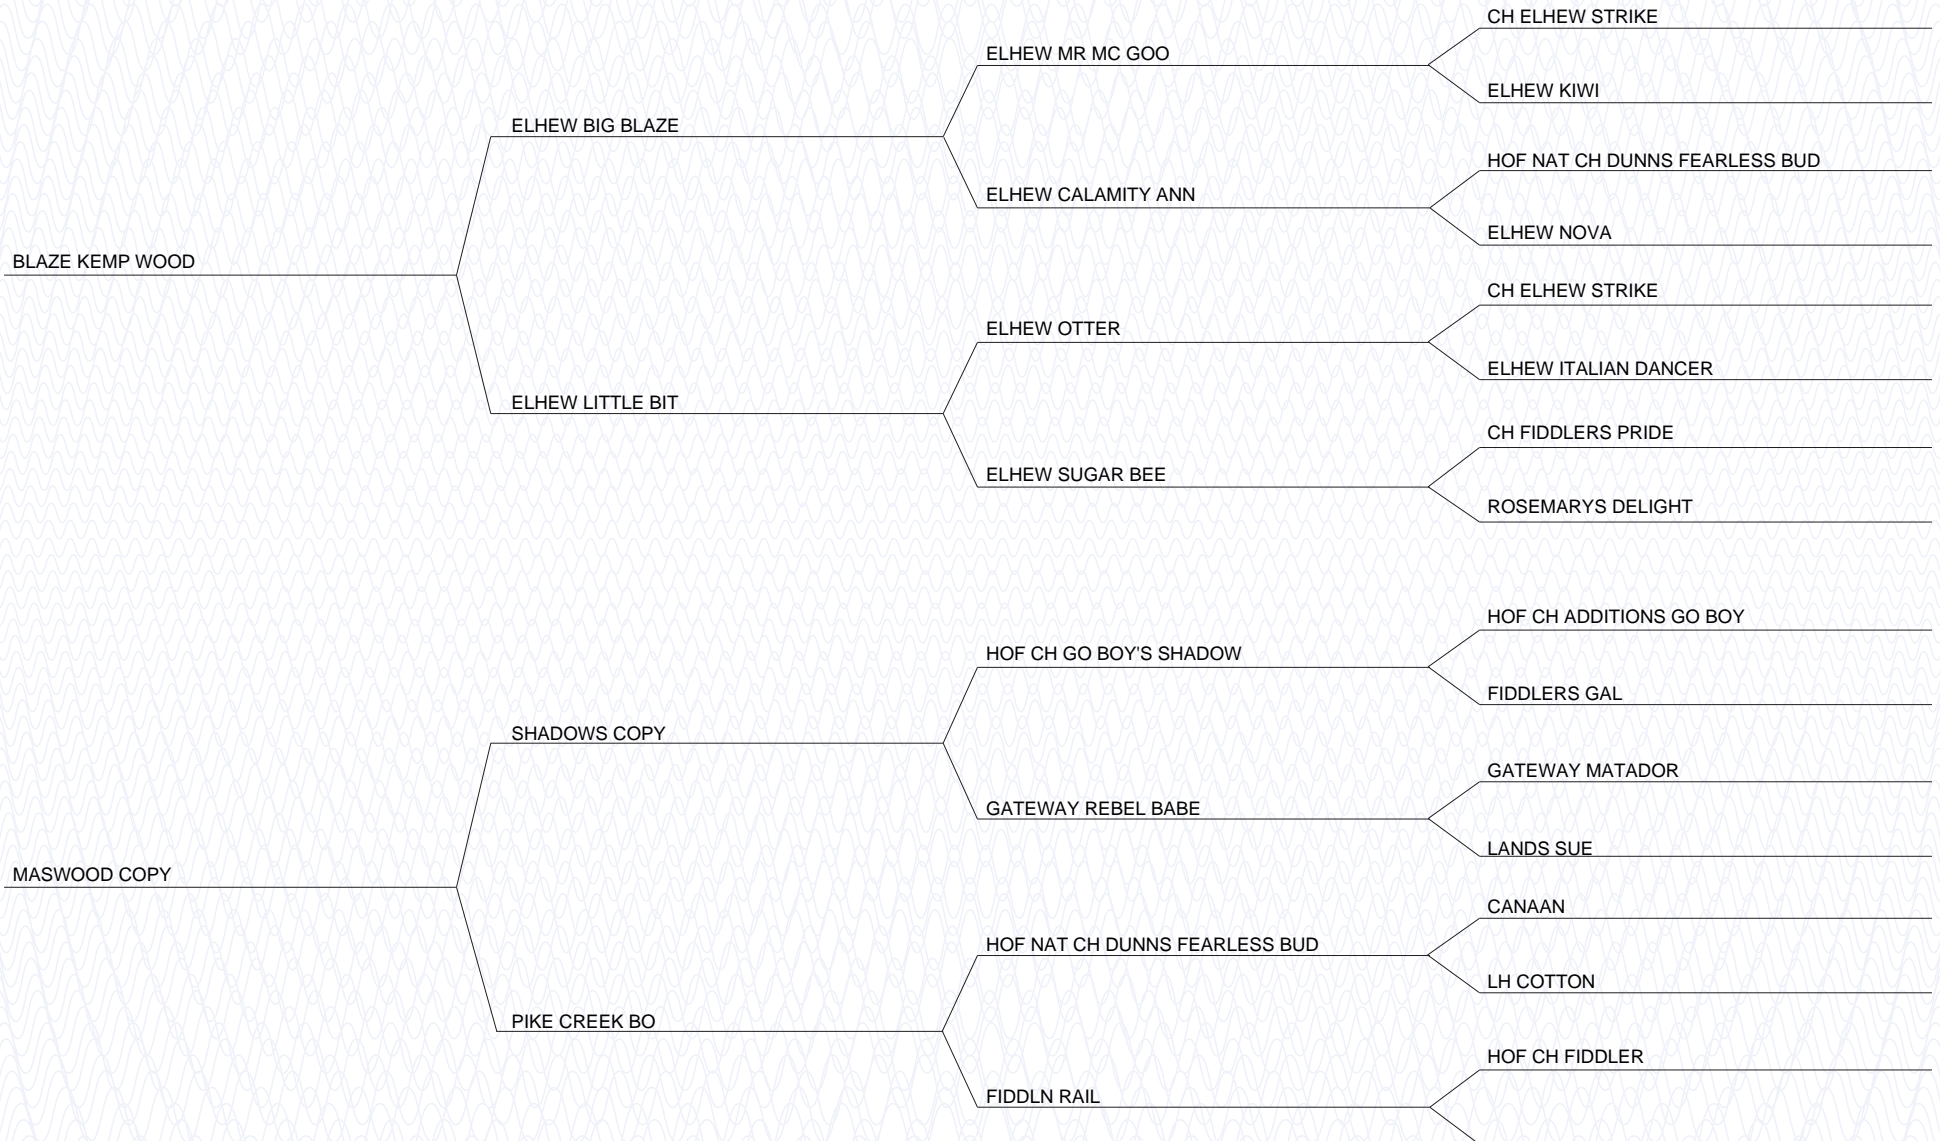 CH ELHEW STRIKE
ELHEW MR MC GOO
ELHEW KIWI
ELHEW BIG BLAZE
HOF NAT CH DUNNS FEARLESS BUD
ELHEW CALAMITY ANN
ELHEW NOVA
BLAZE KEMP WOOD
CH ELHEW STRIKE
ELHEW OTTER
ELHEW ITALIAN DANCER
ELHEW LITTLE BIT
CH FIDDLERS PRIDE
ELHEW SUGAR BEE
ROSEMARYS DELIGHT
HOF CH ADDITIONS GO BOY
HOF CH GO BOY'S SHADOW
FIDDLERS GAL
SHADOWS COPY
GATEWAY MATADOR
GATEWAY REBEL BABE
LANDS SUE
MASWOOD COPY
CANAAN
HOF NAT CH DUNNS FEARLESS BUD
LH COTTON
PIKE CREEK BO
HOF CH FIDDLER
FIDDLN RAIL